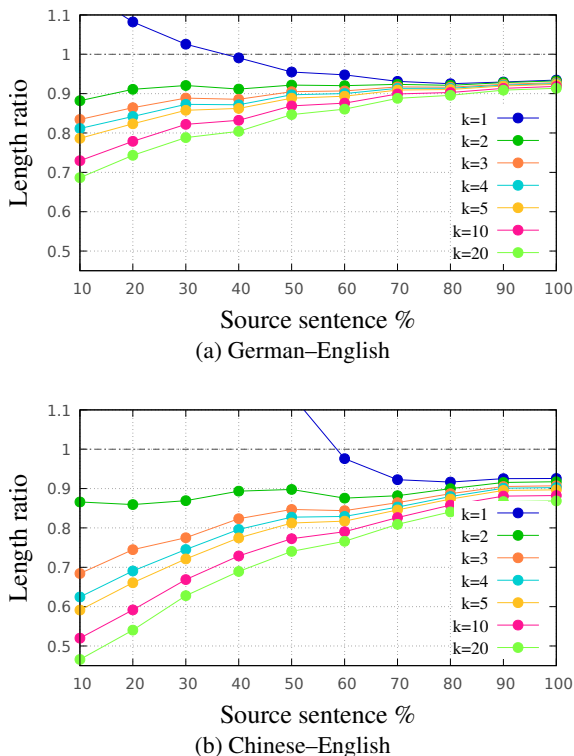 1.1
1
0.9
0.8
0.7
0.6
0.5
Length ratio
k=1
k=2
k=3
k=4
k=5
k=10
k=20
10 20 30 40 50 60 70 80 90 100
Source sentence %
(a) German–English
1.1
1
0.9
0.8
0.7
0.6
0.5
Length ratio
k=1
k=2
k=3
k=4
k=5
k=10
k=20
10 20 30 40 50 60 70 80 90 100
Source sentence %
(b) Chinese–English